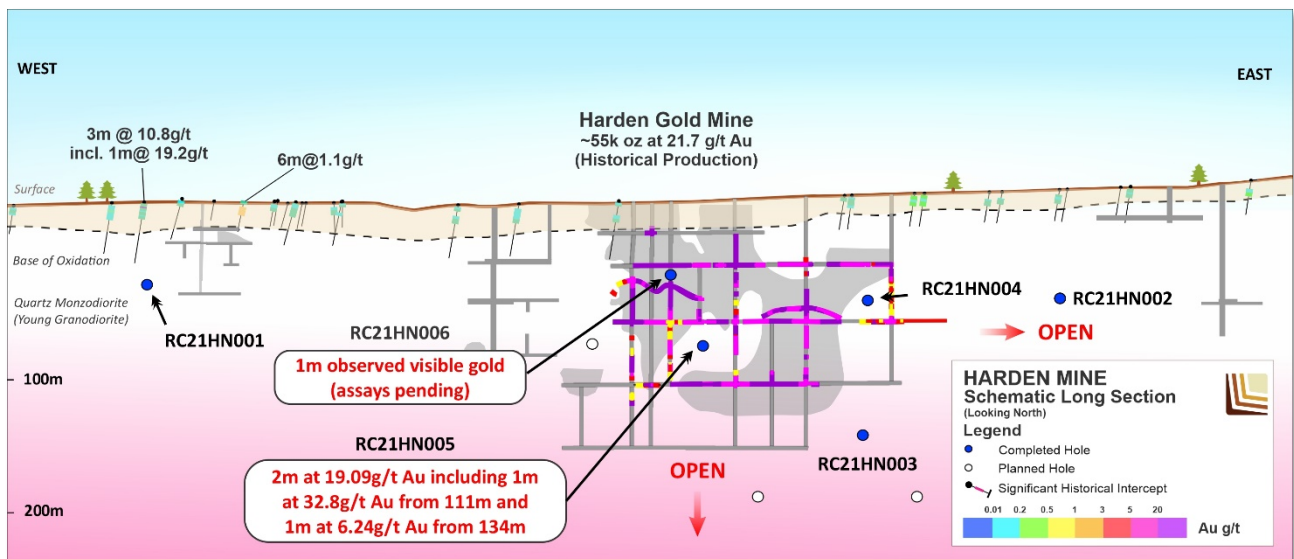 WEST
EAST
3m @ 10.8g/t
incl. 1m @ 19.2g/t
6m@1.1g/t
Harden Gold Mine
~55k oz at 21.7 g/t Au
(Historical Production)
Surface
Base of Oxidation
Quartz Monzodiorite
(Young Granodiorite)
RC21HN001
RC21HN004
RC21HN002
OPEN
RC21HN006
1m observed visible gold
(assays pending)
100m
RC21HN005
2m at 19.09g/t Au including 1m
at 32.8g/t Au from 111m and
1m at 6.24g/t Au from 134m
OPEN
RC21HN003
200m
HARDEN MINE
Schematic Long Section
(Looking North)
Legend
Completed Hole
Planned Hole
Significant Historical Intercept
0.01 0.2 0.5 1 3 5 20
Au g/t